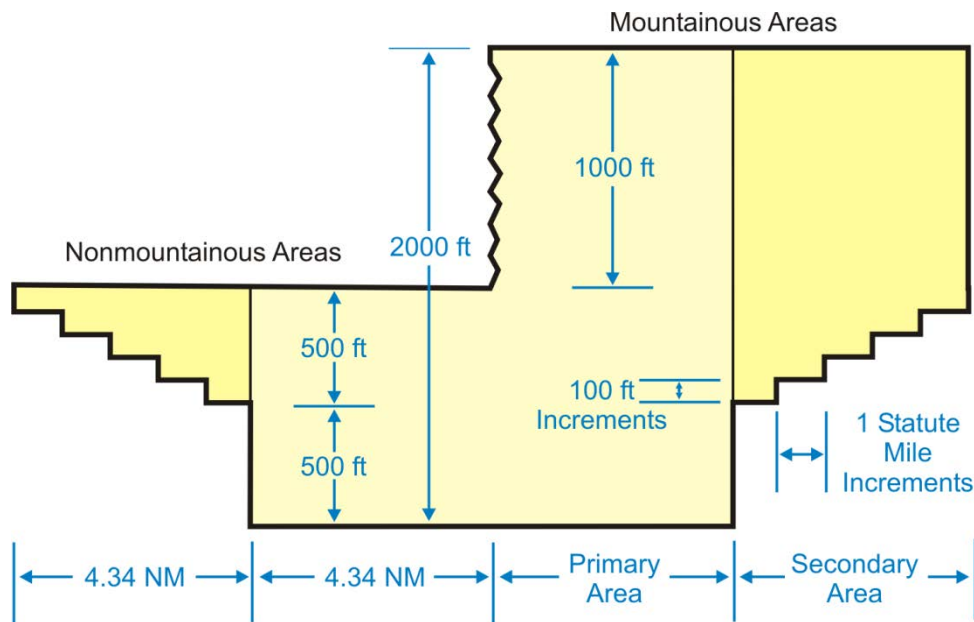 Mountainous Areas
1000 ft
Nonmountainous Areas
2000 ft
500 ft
100 ft
Increments
500 ft
1 Statute
Mile
Increments
4.34 NM
4.34 NM
Primary
Area
Secondary
Area